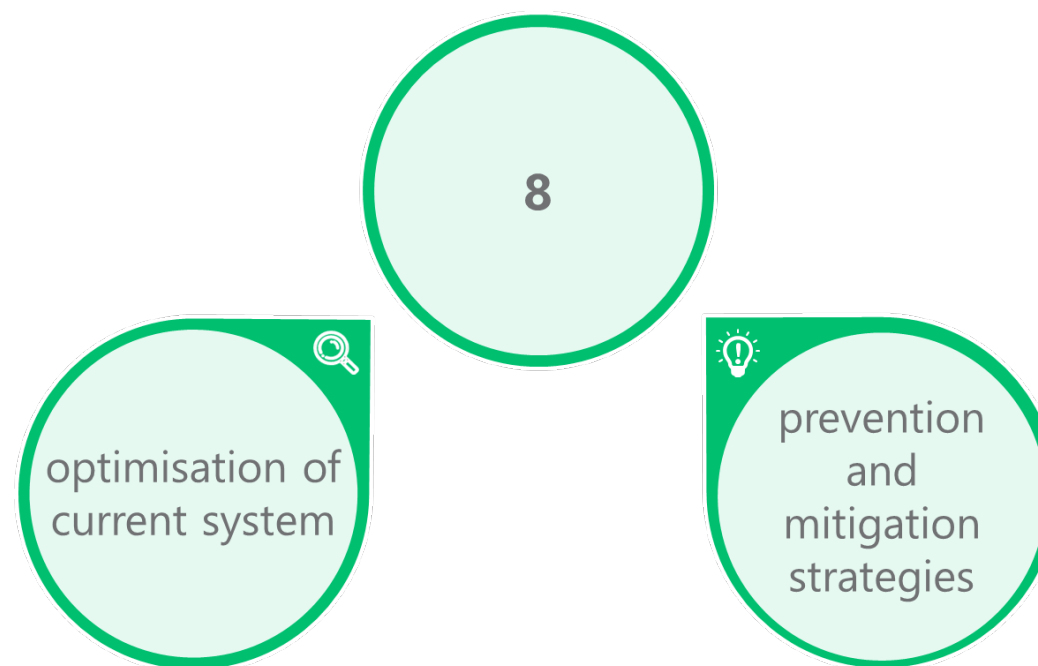 8
optimisation of
current system
prevention
and
mitigation
strategies